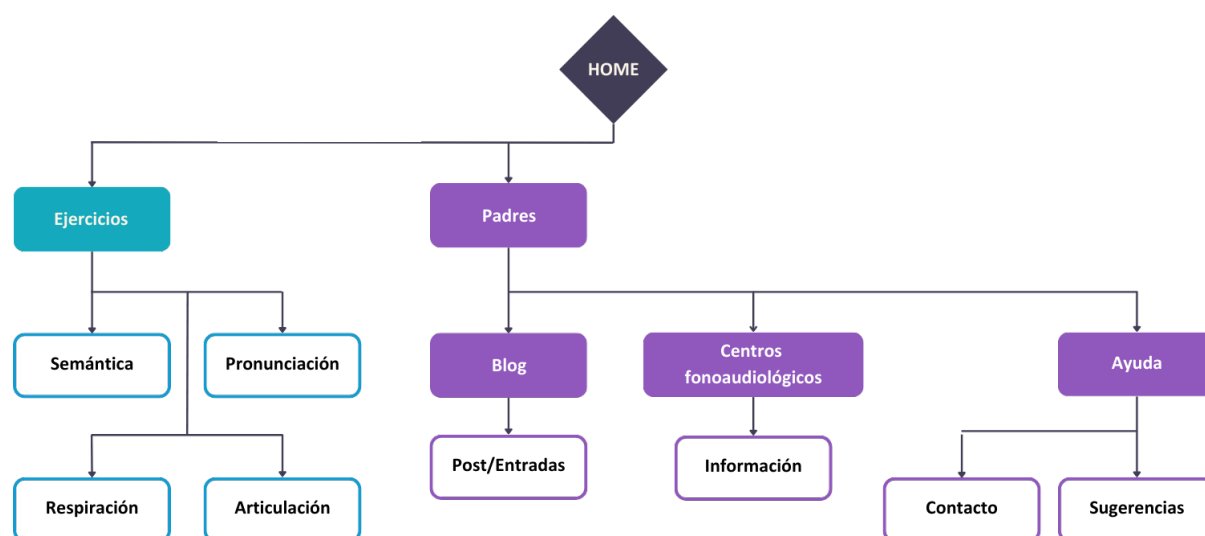 HOME
Ejercicios
Padres
Semántica
Pronunciación
Blog
Centros
fonoaudiológicos
Ayuda
Respiración
Articulación
Post/Entradas
Información
Contacto
Sugerencias